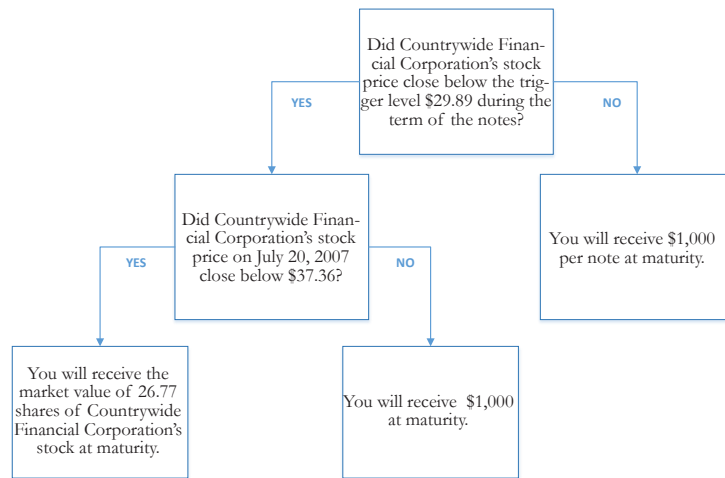 Did Countrywide Finan-
cial Corporation's stock
price close below the trig-
ger level $29.89 during the
term of the notes?
YES
NO
Did Countrywide Finan-
cial Corporation's stock
price on July 20, 2007
close below $37.36?
You will receive $1,000
per note at maturity.
YES
NO
You will receive the
market value of 26.77
shares of Countrywide
Financial Corporation's
stock at maturity.
You will receive  $1,000
at maturity.